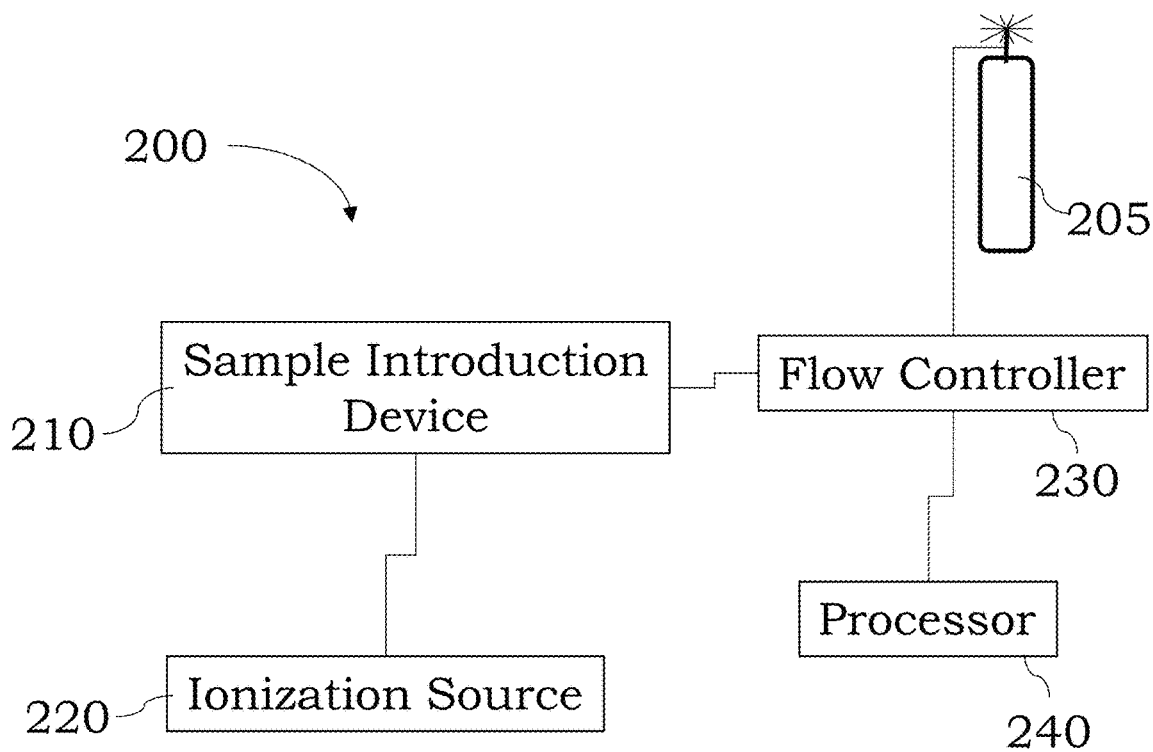 200
205
Sample Introduction
Device
Flow Controller
210
230
Processor
Ionization Source
220
240